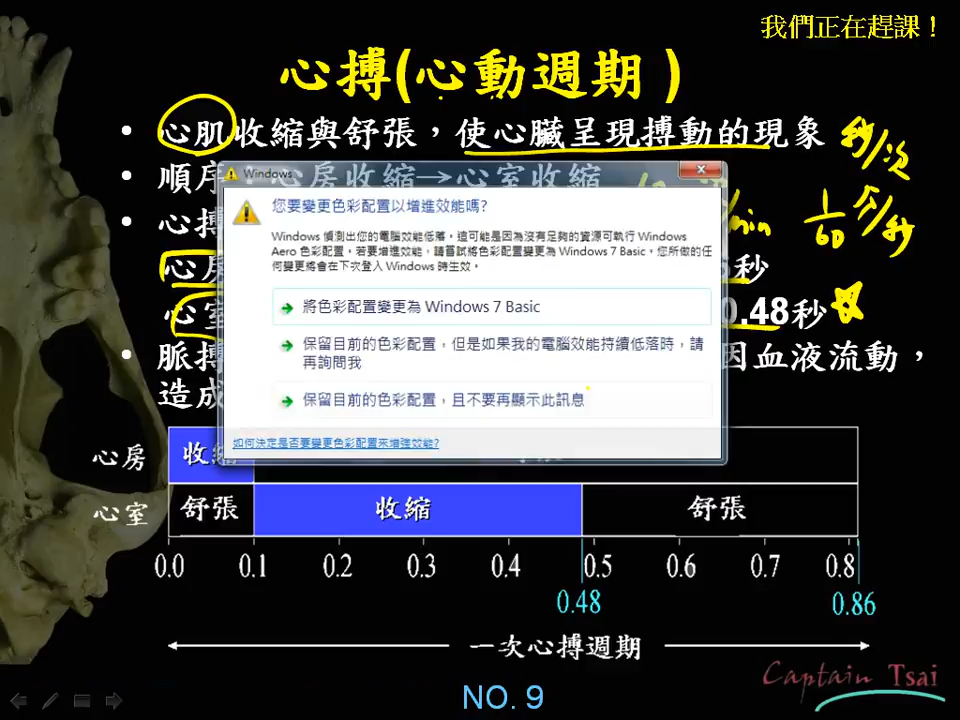 我們正在趕課！
心搏(心動週期)
• 心肌收縮與舒張，使心臟呈現搏動的現象
秒/次
• 順序：心房收縮→心室收縮
• 心搏
/min
1/60 分/秒
心房
秒
心室
0.48秒
• 脈搏
因血液流動，
造成
Windows
您要變更色彩配置以增進效能嗎?
Windows 偵測出您的電腦效能低落。這可能是因為沒有足夠的資源可執行 Windows
Aero 色彩配置。若要增進效能，請嘗試將色彩配置變更為 Windows 7 Basic。您所做的任
何變更將會在下次登入 Windows 時生效。
將色彩配置變更為 Windows 7 Basic
保留目前的色彩配置，但是如果我的電腦效能持續低落時，請
再詢問我
保留目前的色彩配置，且不要再顯示此訊息
如何決定是否要變更色彩配置來增強效能?
心房 收縮
心室 舒張 收縮 舒張
0.0 0.1 0.2 0.3 0.4 0.5 0.6 0.7 0.8
0.48 0.86
一次心搏週期
Captain Tsai
NO. 9